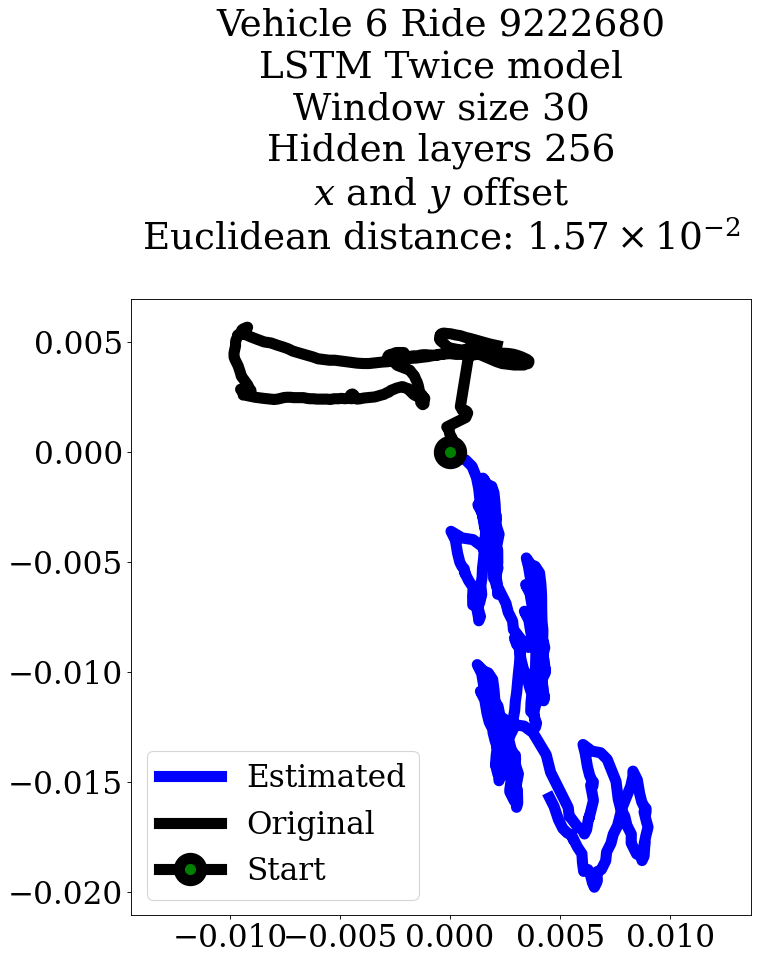 Vehicle 6 Ride 9222680
LSTM Twice model
Window size 30
Hidden layers 256
x and y offset
Euclidean distance: 1.57 × 10⁻²
0.005
0.000
−0.005
−0.010
−0.015
−0.020
Estimated
Original
Start
−0.010 −0.005 0.000 0.005 0.010